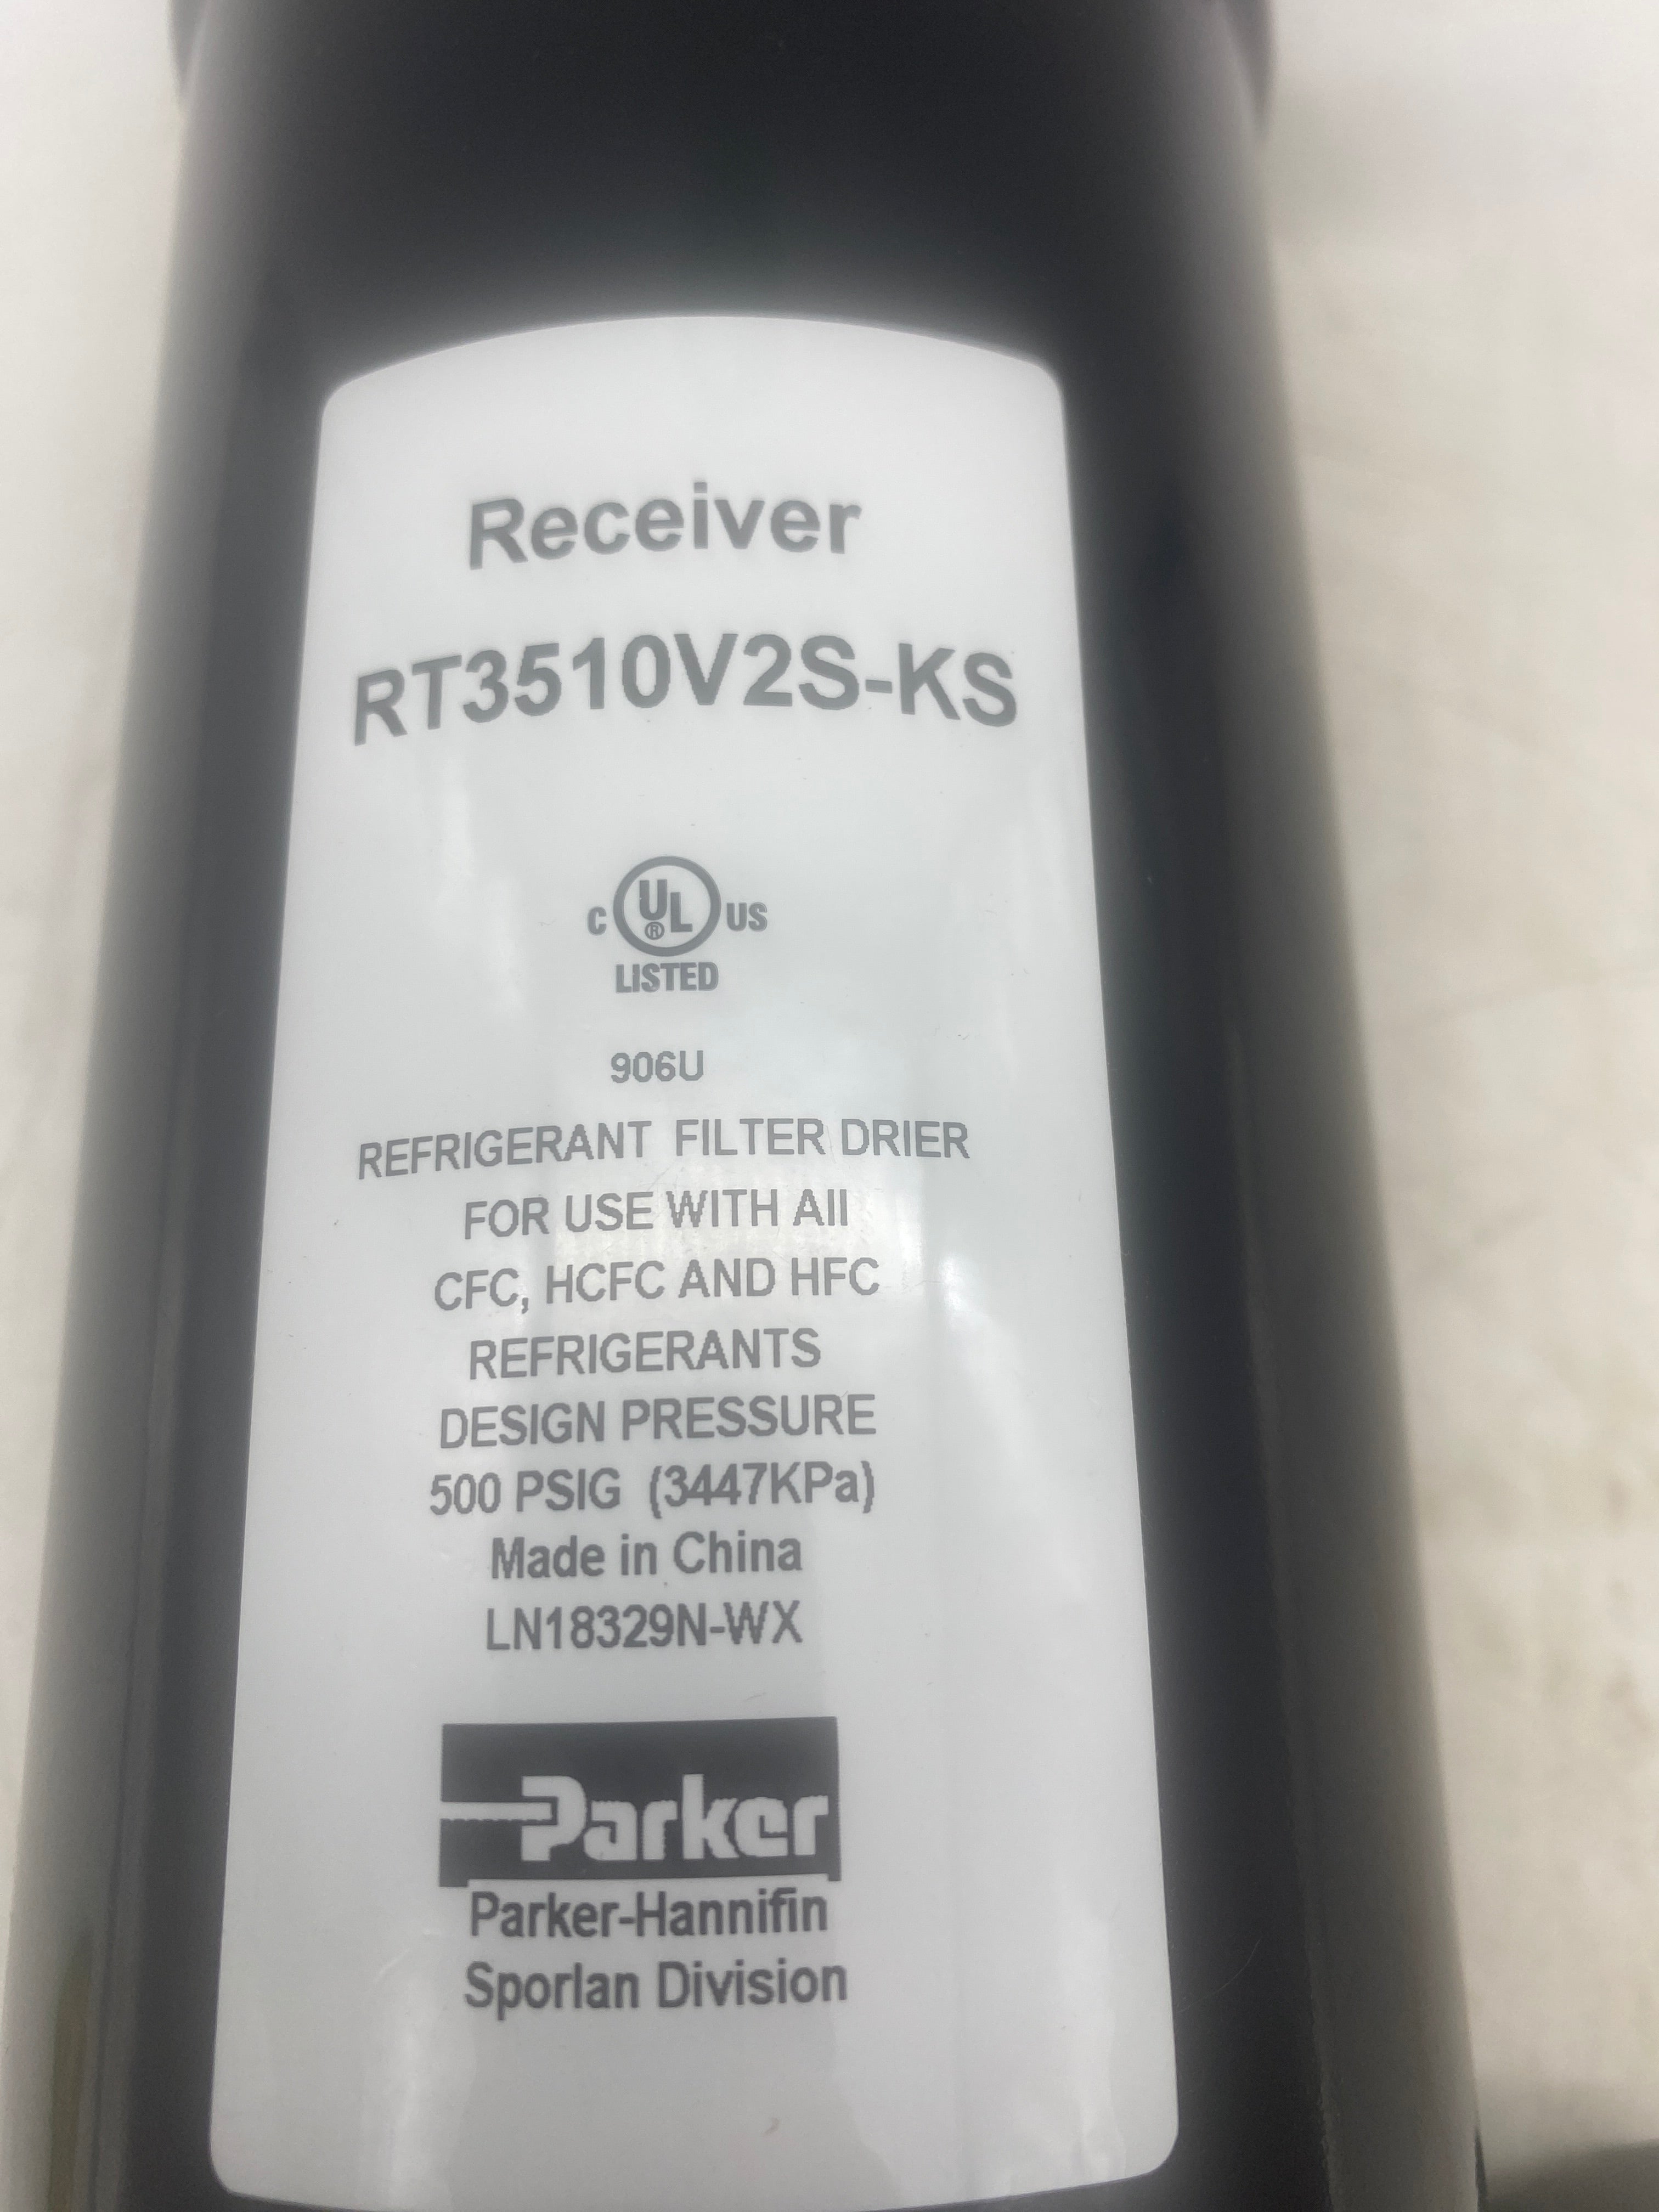 Receiver
RT3510V2S-KS
C UL® US
LISTED
906U
REFRIGERANT FILTER DRIER
FOR USE WITH All
CFC, HCFC AND HFC
REFRIGERANTS
DESIGN PRESSURE
500 PSIG (3447KPa)
Made in China
LN18329N-WX
Parker
Parker-Hannifin
Sporlan Division